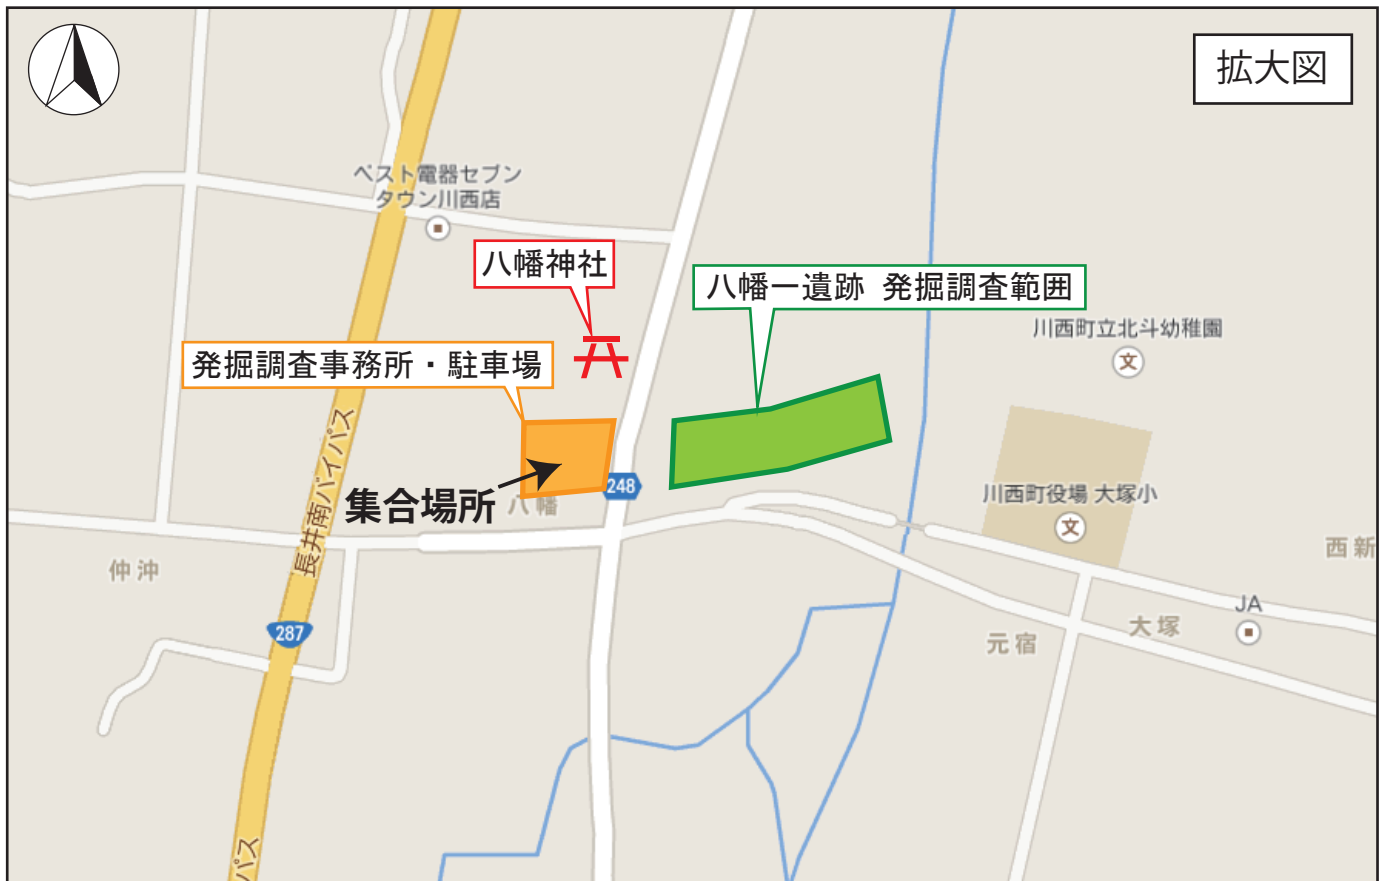 拡大図
ベスト電器セブン
タウン川西店
八幡神社
八幡一遺跡 発掘調査範囲
川西町立北斗幼稚園
文
発掘調査事務所・駐車場
長井南バイパス
集合場所
八幡
248
川西町役場 大塚小
文
西新
仲沖
JA
大塚
287
元宿
パス